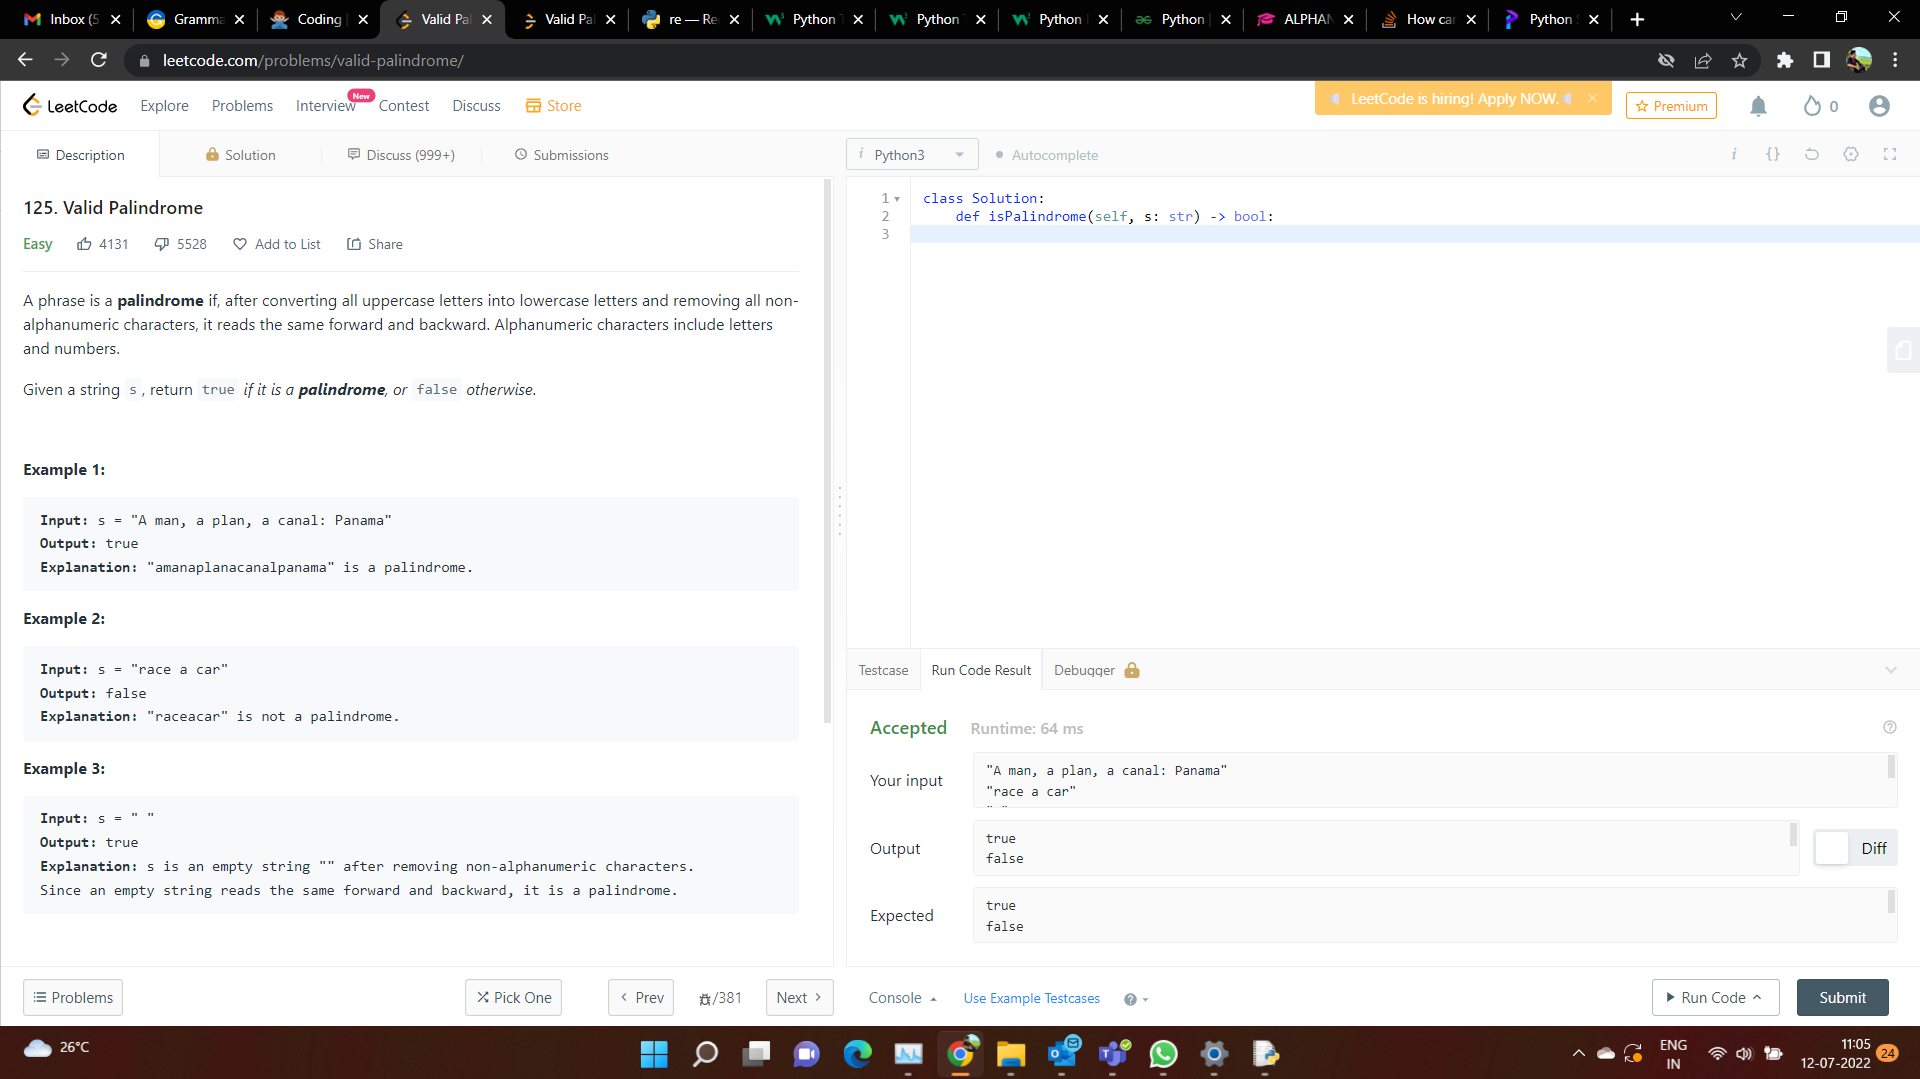 Inbox (5
Gramma
Coding
Valid Pal
Valid Pal
re — Re
Python T
Python
Python
Python
ALPHAN
How can
Python
leetcode.com/problems/valid-palindrome/
LeetCode
Explore
Problems
Interview
New
Contest
Discuss
Store
LeetCode is hiring! Apply NOW.
Premium
0
Description
Solution
Discuss (999+)
Submissions
i Python3
Autocomplete
i {}
125. Valid Palindrome
Easy 4131 5528 Add to List Share
A phrase is a palindrome if, after converting all uppercase letters into lowercase letters and removing all non-
alphanumeric characters, it reads the same forward and backward. Alphanumeric characters include letters
and numbers.
Given a string s, return true if it is a palindrome, or false otherwise.
Example 1:
Input: s = "A man, a plan, a canal: Panama"
Output: true
Explanation: "amanaplanacanalpanama" is a palindrome.
Example 2:
Input: s = "race a car"
Output: false
Explanation: "raceacar" is not a palindrome.
Example 3:
Input: s = " "
Output: true
Explanation: s is an empty string "" after removing non-alphanumeric characters.
Since an empty string reads the same forward and backward, it is a palindrome.
1 class Solution:
2 def isPalindrome(self, s: str) -> bool:
3
Testcase
Run Code Result
Debugger
Accepted Runtime: 64 ms
Your input
"A man, a plan, a canal: Panama"
"race a car"
Output
true
false
Diff
Expected
true
false
Problems
Pick One
Prev
/381
Next
Console
Use Example Testcases
Run Code
Submit
26°C
ENG
IN
11:05
12-07-2022
24